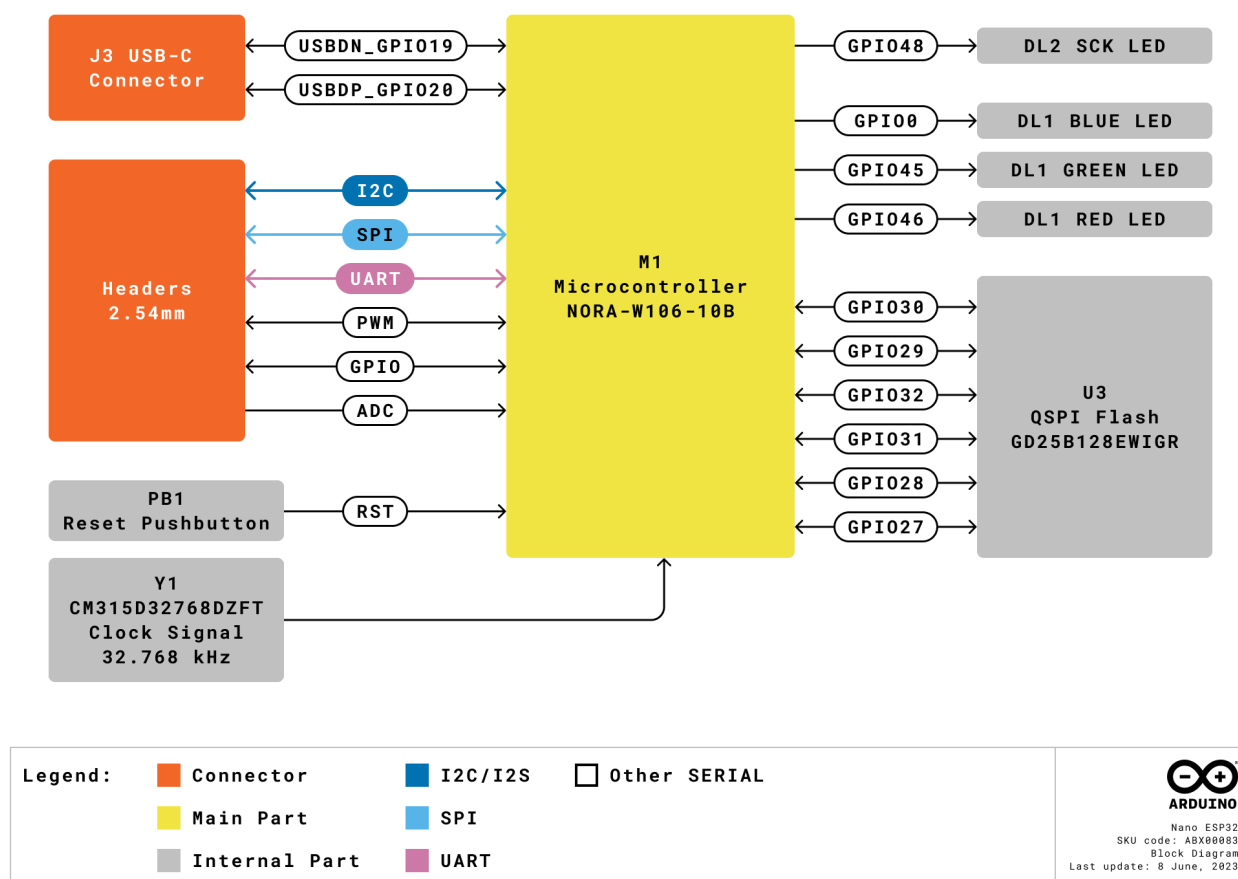 J3 USB-C
Connector
USBDN_GPIO19
USBDP_GPIO20
Headers
2.54mm
I2C
SPI
UART
PWM
GPIO
ADC
PB1
Reset Pushbutton
RST
Y1
CM315D32768DZFT
Clock Signal
32.768 kHz
M1
Microcontroller
NORA-W106-10B
GPIO48
DL2 SCK LED
GPIO0
DL1 BLUE LED
GPIO45
DL1 GREEN LED
GPIO46
DL1 RED LED
GPIO30
GPIO29
GPIO32
GPIO31
GPIO28
GPIO27
U3
QSPI Flash
GD25B128EWIGR
Legend:
Connector
Main Part
Internal Part
I2C/I2S
SPI
UART
Other SERIAL
ARDUINO
Nano ESP32
SKU code: ABX00083
Block Diagram
Last update: 8 June, 2023